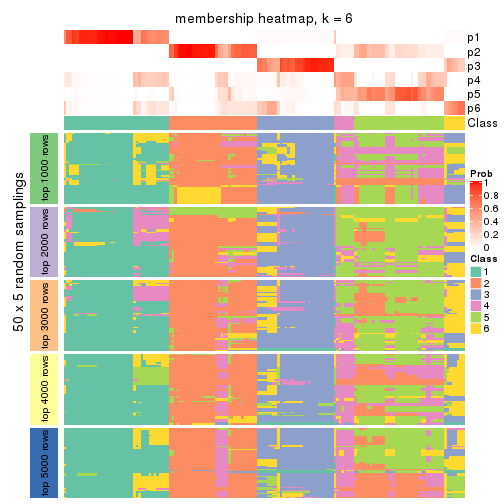 membership heatmap, k = 6
p1
p2
p3
p4
p5
p6
Class
50 x 5 random samplings
top 1000 rows
top 2000 rows
top 3000 rows
top 4000 rows
top 5000 rows
Prob
1
0.8
0.6
0.4
0.2
0
Class
1
2
3
4
5
6